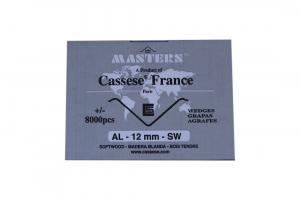 MASTERS
A Product of
Cassese® France
Paris
+/-
8000pcs
WEDGES
GRAPAS
AGRAFES
AL - 12 mm - SW
SOFTWOOD - MADERA BLANDA - BOIS TENDRE
www.cassese.com